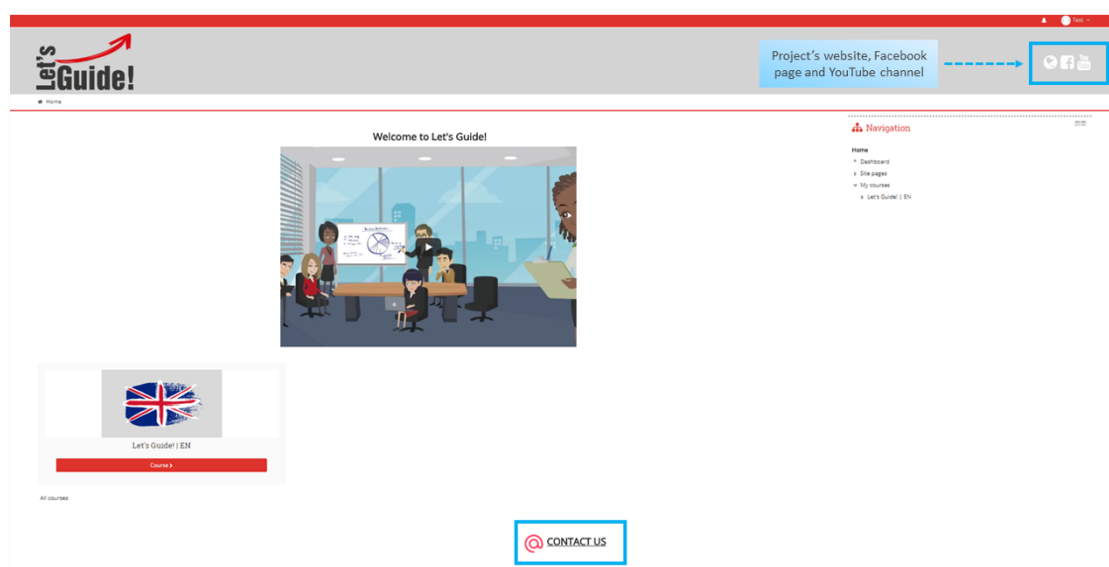 Test
Let's
Guide!
Project's website, Facebook
page and YouTube channel
You
Home
Welcome to Let's Guide!
Navigation
Home
Dashboard
Site pages
My courses
Let's Guide! | EN
Let's Guide! | EN
Course
All courses
@ CONTACT US